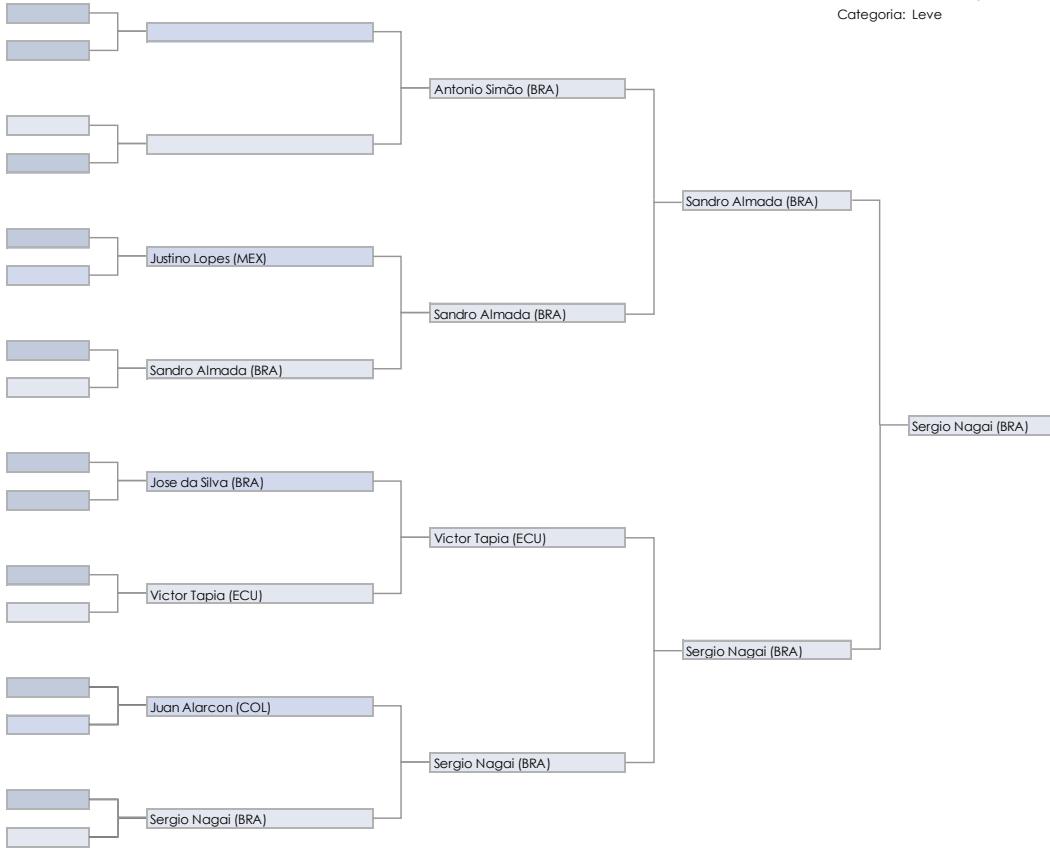 Categoria: Leve
Antonio Simão (BRA)
Sandro Almada (BRA)
Justino Lopes (MEX)
Sandro Almada (BRA)
Sandro Almada (BRA)
Sergio Nagai (BRA)
Jose da Silva (BRA)
Victor Tapia (ECU)
Victor Tapia (ECU)
Sergio Nagai (BRA)
Juan Alarcon (COL)
Sergio Nagai (BRA)
Sergio Nagai (BRA)